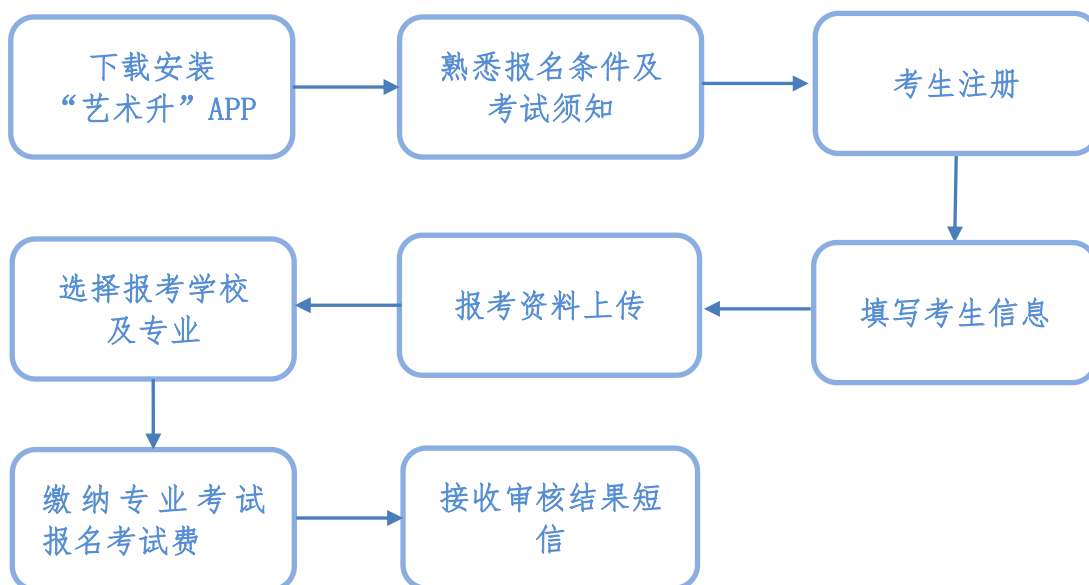 下载安装
“艺术升”APP
熟悉报名条件及
考试须知
考生注册
填写考生信息
报考资料上传
选择报考学校
及专业
缴纳专业考试
报名考试费
接收审核结果短
信